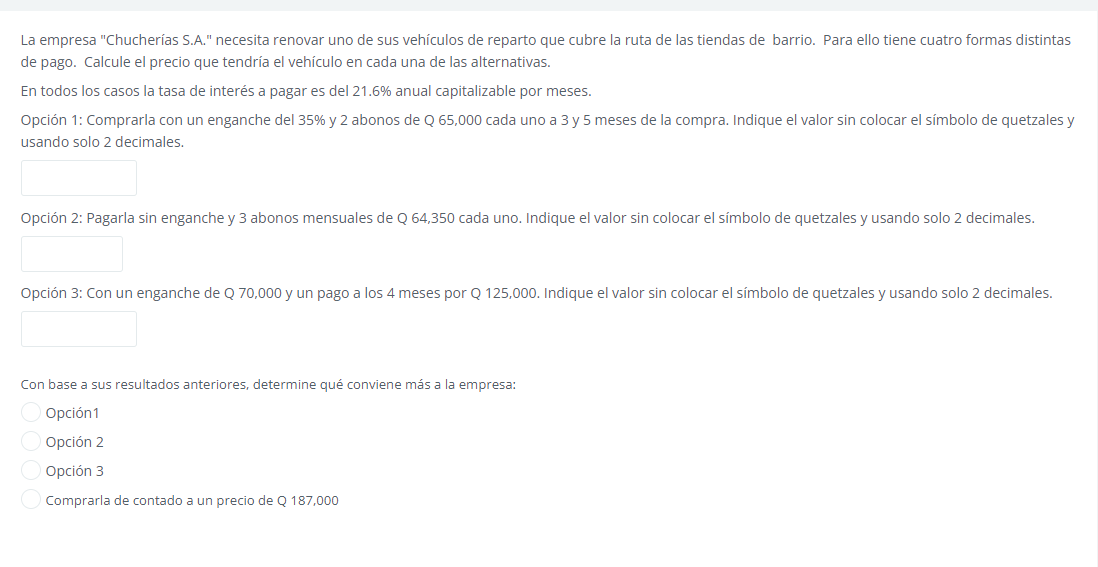 La empresa "Chucherías S.A." necesita renovar uno de sus vehículos de reparto que cubre la ruta de las tiendas de  barrio.  Para ello tiene cuatro formas distintas
de pago.  Calcule el precio que tendría el vehículo en cada una de las alternativas.
En todos los casos la tasa de interés a pagar es del 21.6% anual capitalizable por meses.
Opción 1: Comprarla con un enganche del 35% y 2 abonos de Q 65,000 cada uno a 3 y 5 meses de la compra. Indique el valor sin colocar el símbolo de quetzales y
usando solo 2 decimales.
Opción 2: Pagarla sin enganche y 3 abonos mensuales de Q 64,350 cada uno. Indique el valor sin colocar el símbolo de quetzales y usando solo 2 decimales.
Opción 3: Con un enganche de Q 70,000 y un pago a los 4 meses por Q 125,000. Indique el valor sin colocar el símbolo de quetzales y usando solo 2 decimales.
Con base a sus resultados anteriores, determine qué conviene más a la empresa:
Opción1
Opción 2
Opción 3
Comprarla de contado a un precio de Q 187,000